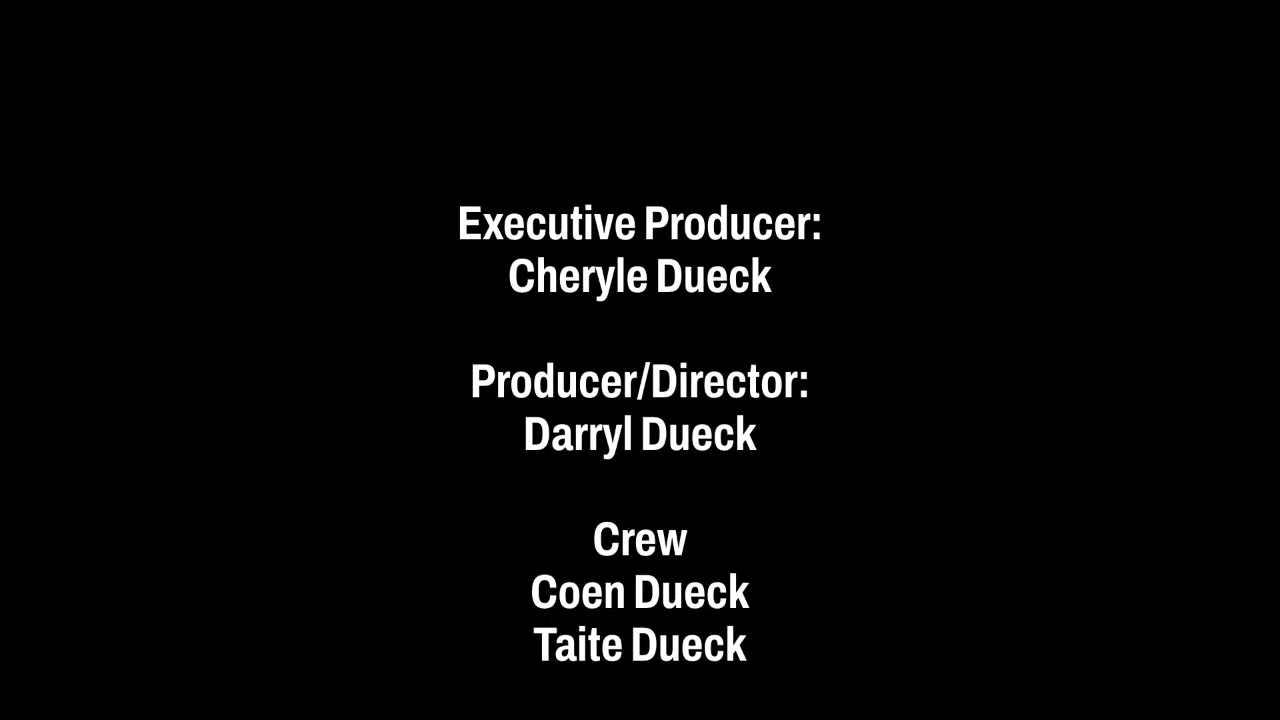 Executive Producer:
Cheryle Dueck
Producer/Director:
Darryl Dueck
Crew
Coen Dueck
Taite Dueck